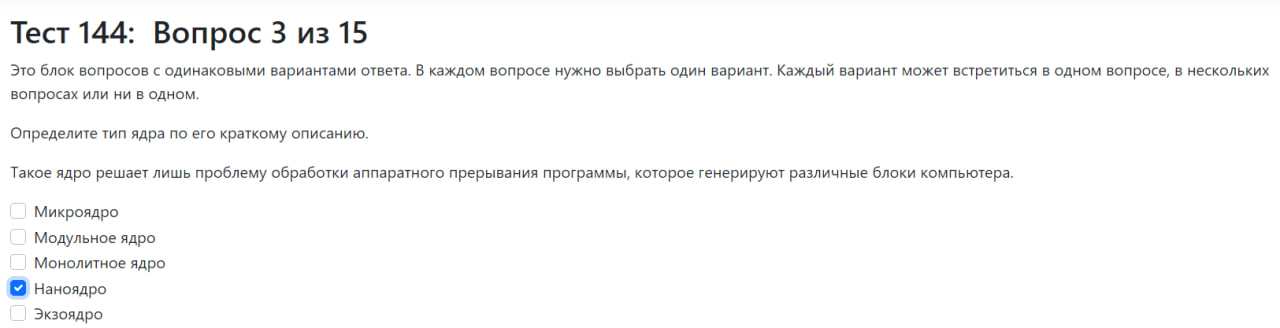 Тест 144:  Вопрос 3 из 15
Это блок вопросов с одинаковыми вариантами ответа. В каждом вопросе нужно выбрать один вариант. Каждый вариант может встретиться в одном вопросе, в нескольких
вопросах или ни в одном.
Определите тип ядра по его краткому описанию.
Такое ядро решает лишь проблему обработки аппаратного прерывания программы, которое генерируют различные блоки компьютера.
Микроядро
Модульное ядро
Монолитное ядро
Наноядро
Экзоядро